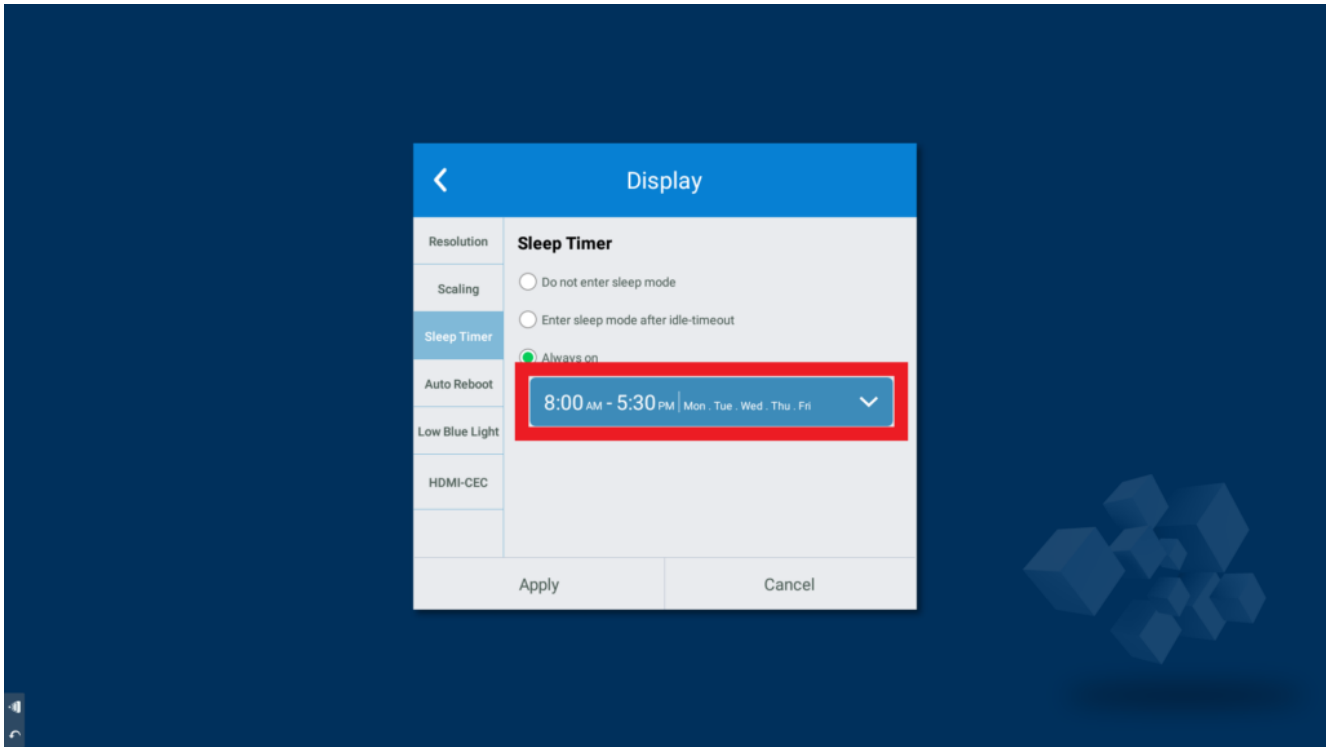 Display
Resolution
Scaling
Sleep Timer
Auto Reboot
Low Blue Light
HDMI-CEC
Sleep Timer
Do not enter sleep mode
Enter sleep mode after idle-timeout
Always on
8:00 AM - 5:30 PM | Mon . Tue . Wed . Thu . Fri
Apply
Cancel